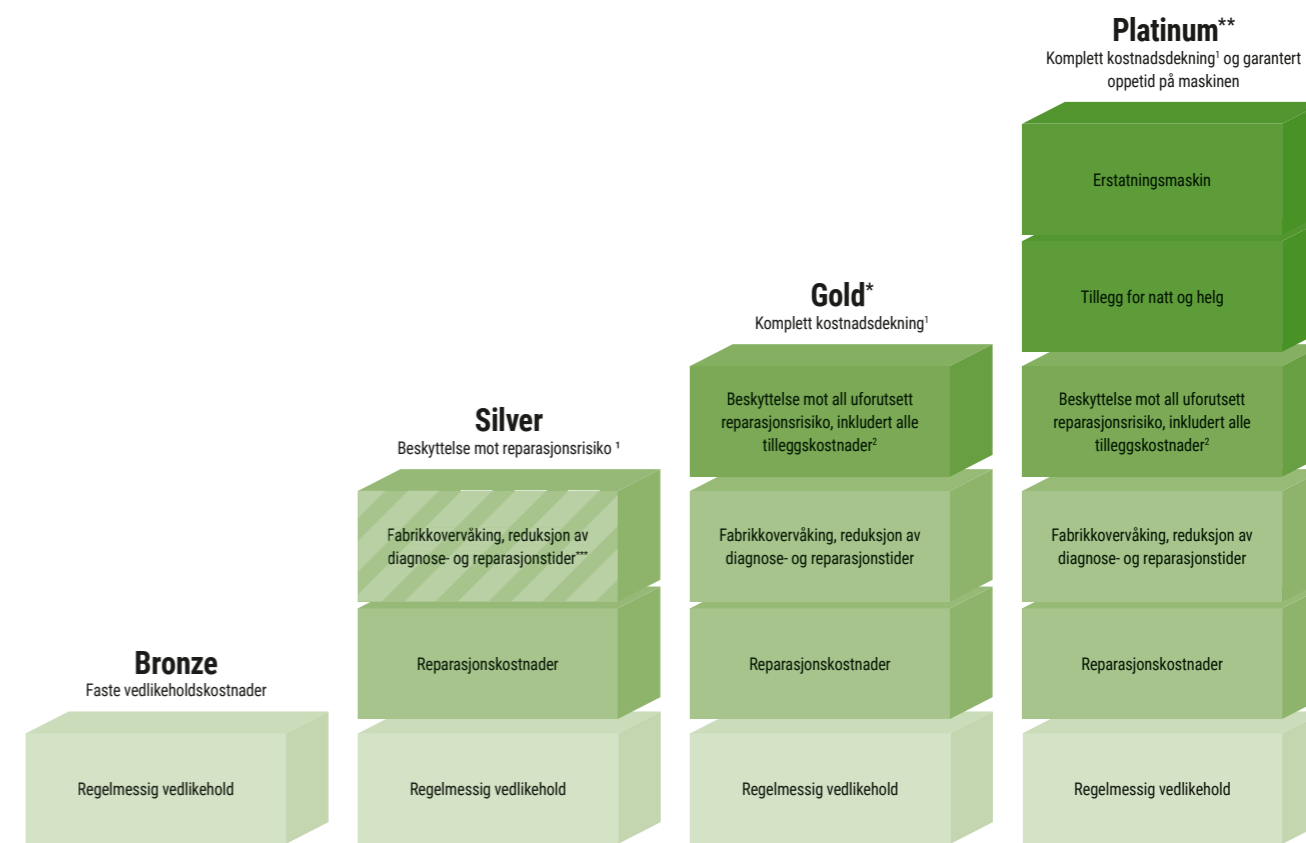 Platinum**
Komplett kostnadsdekning¹ og garantert
oppetid på maskinen
Erstatningsmaskin
Tillegg for natt og helg
Beskyttelse mot all uforutsett
reparasjonsrisiko, inkludert alle
tilleggskostnader²
Fabrikkovervåking, reduksjon av
diagnose- og reparasjonstider
Reparasjonskostnader
Regelmessig vedlikehold
Gold*
Komplett kostnadsdekning¹
Beskyttelse mot all uforutsett
reparasjonsrisiko, inkludert alle
tilleggskostnader²
Fabrikkovervåking, reduksjon av
diagnose- og reparasjonstider
Reparasjonskostnader
Regelmessig vedlikehold
Silver
Beskyttelse mot reparasjonsrisiko ¹
Fabrikkovervåking, reduksjon av
diagnose- og reparasjonstider***
Reparasjonskostnader
Regelmessig vedlikehold
Bronze
Faste vedlikeholdskostnader
Regelmessig vedlikehold